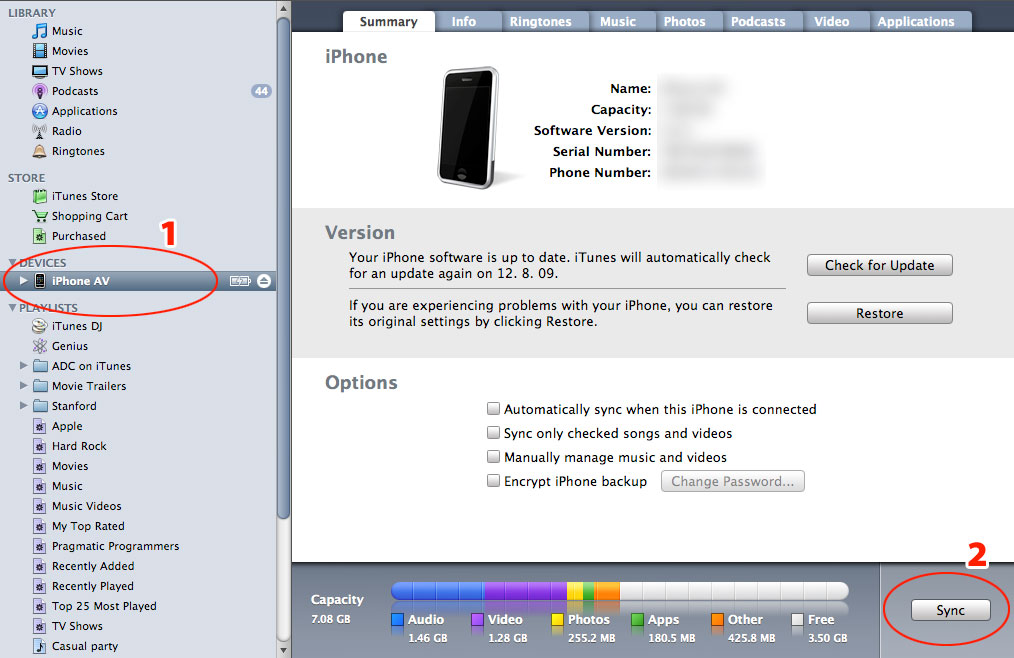 LIBRARY
Music
Movies
TV Shows
Podcasts 44
Applications
Radio
Ringtones
STORE
iTunes Store
Shopping Cart
Purchased
1
DEVICES
iPhone AV
PLAYLISTS
iTunes DJ
Genius
ADC on iTunes
Movie Trailers
Stanford
Apple
Hard Rock
Movies
Music
Music Videos
My Top Rated
Pragmatic Programmers
Recently Added
Recently Played
Top 25 Most Played
TV Shows
Casual party
Summary Info Ringtones Music Photos Podcasts Video Applications
iPhone
Name:
Capacity:
Software Version:
Serial Number:
Phone Number:
Version
Your iPhone software is up to date. iTunes will automatically check
for an update again on 12. 8. 09.
Check for Update
If you are experiencing problems with your iPhone, you can restore
its original settings by clicking Restore.
Restore
Options
Automatically sync when this iPhone is connected
Sync only checked songs and videos
Manually manage music and videos
Encrypt iPhone backup Change Password...
2
Capacity
7.08 GB
Audio Video Photos Apps Other Free
1.46 GB 1.28 GB 255.2 MB 180.5 MB 425.8 MB 3.50 GB
Sync